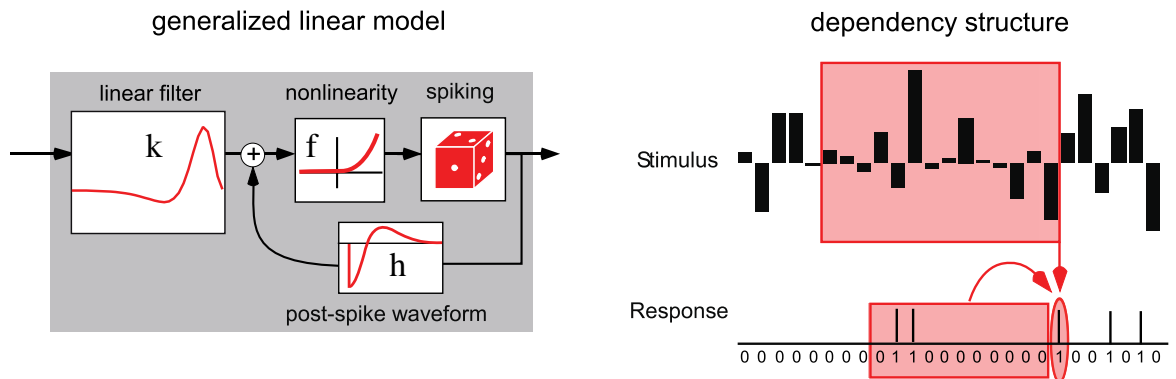 generalized linear model
dependency structure
linear filter
nonlinearity
spiking
k
+
f
h
post-spike waveform
Stimulus
Response
0 0 0 0 0 0 0 0 0 1 1 0 0 0 0 0 0 0 0 1 0 0 1 0 1 0